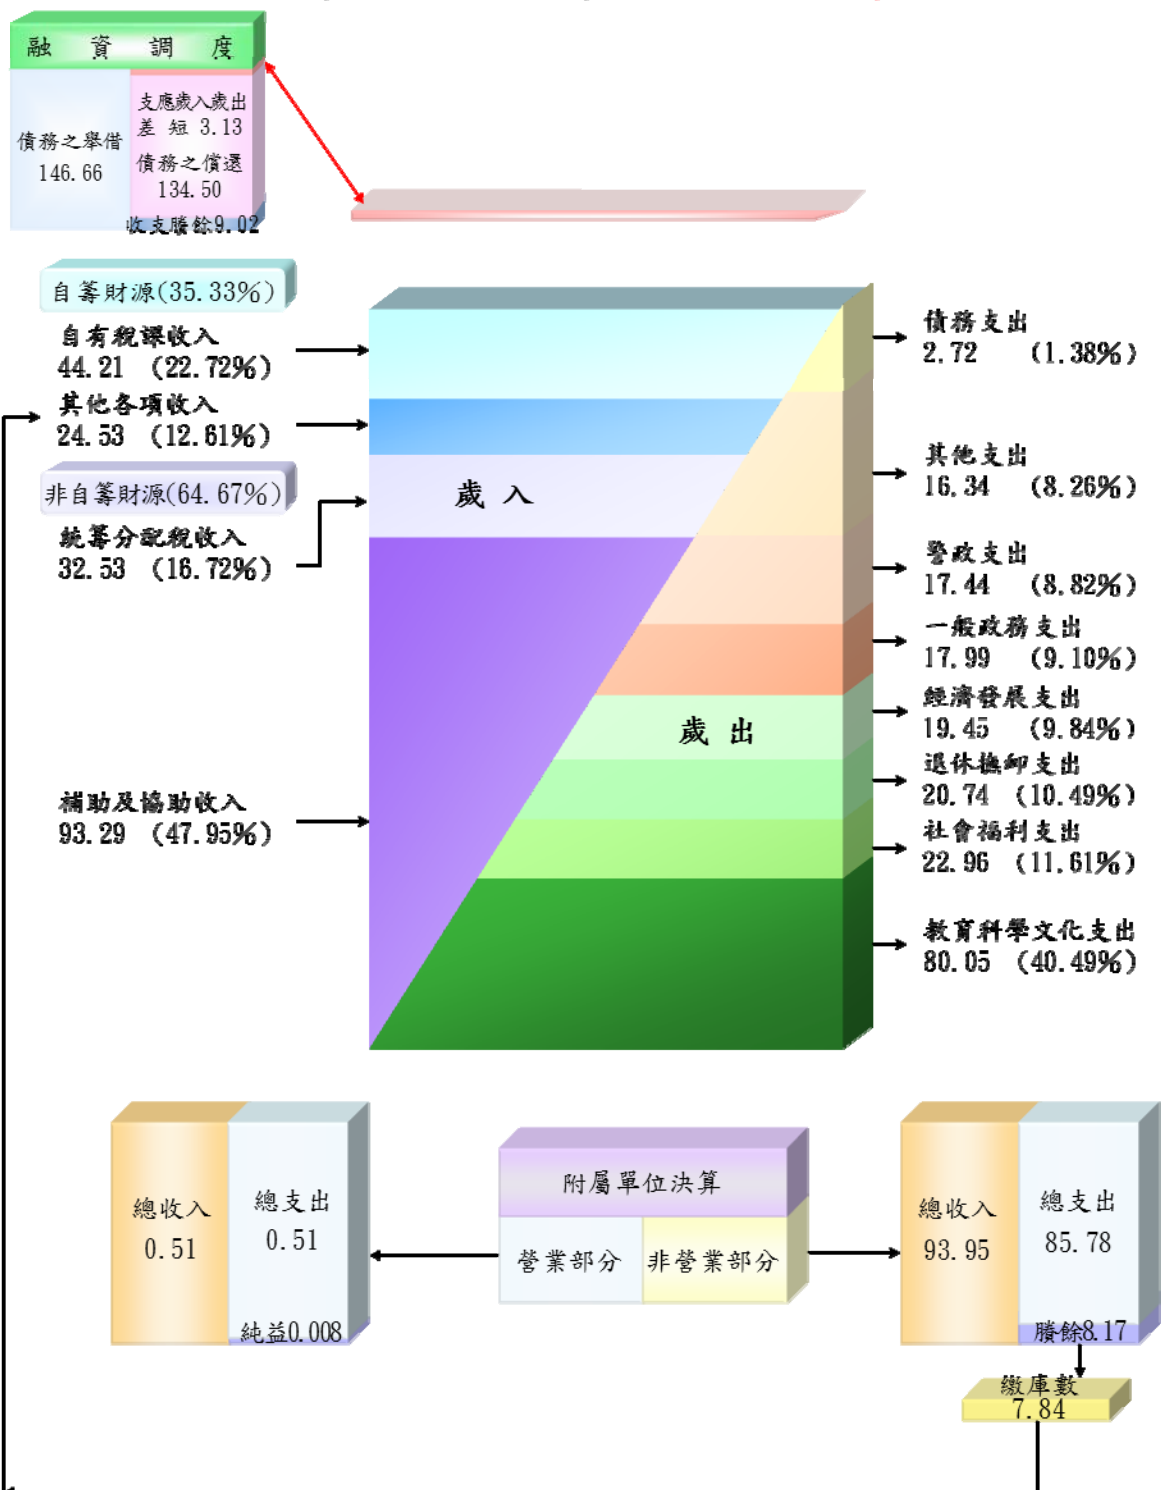 融資調度
債務之舉借
146.66
支應歲入歲出
差短 3.13
債務之償還
134.50
收支賸餘9.02
自籌財源(35.33%)
自有稅課收入
44.21 (22.72%)
其他各項收入
24.53 (12.61%)
非自籌財源(64.67%)
統籌分配稅收入
32.53 (16.72%)
補助及協助收入
93.29 (47.95%)
歲入
歲出
債務支出
2.72 (1.38%)
其他支出
16.34 (8.26%)
警政支出
17.44 (8.82%)
一般政務支出
17.99 (9.10%)
經濟發展支出
19.45 (9.84%)
退休撫卹支出
20.74 (10.49%)
社會福利支出
22.96 (11.61%)
教育科學文化支出
80.05 (40.49%)
總收入
0.51
總支出
0.51
純益0.008
附屬單位決算
營業部分
非營業部分
總收入
93.95
總支出
85.78
賸餘8.17
繳庫數
7.84